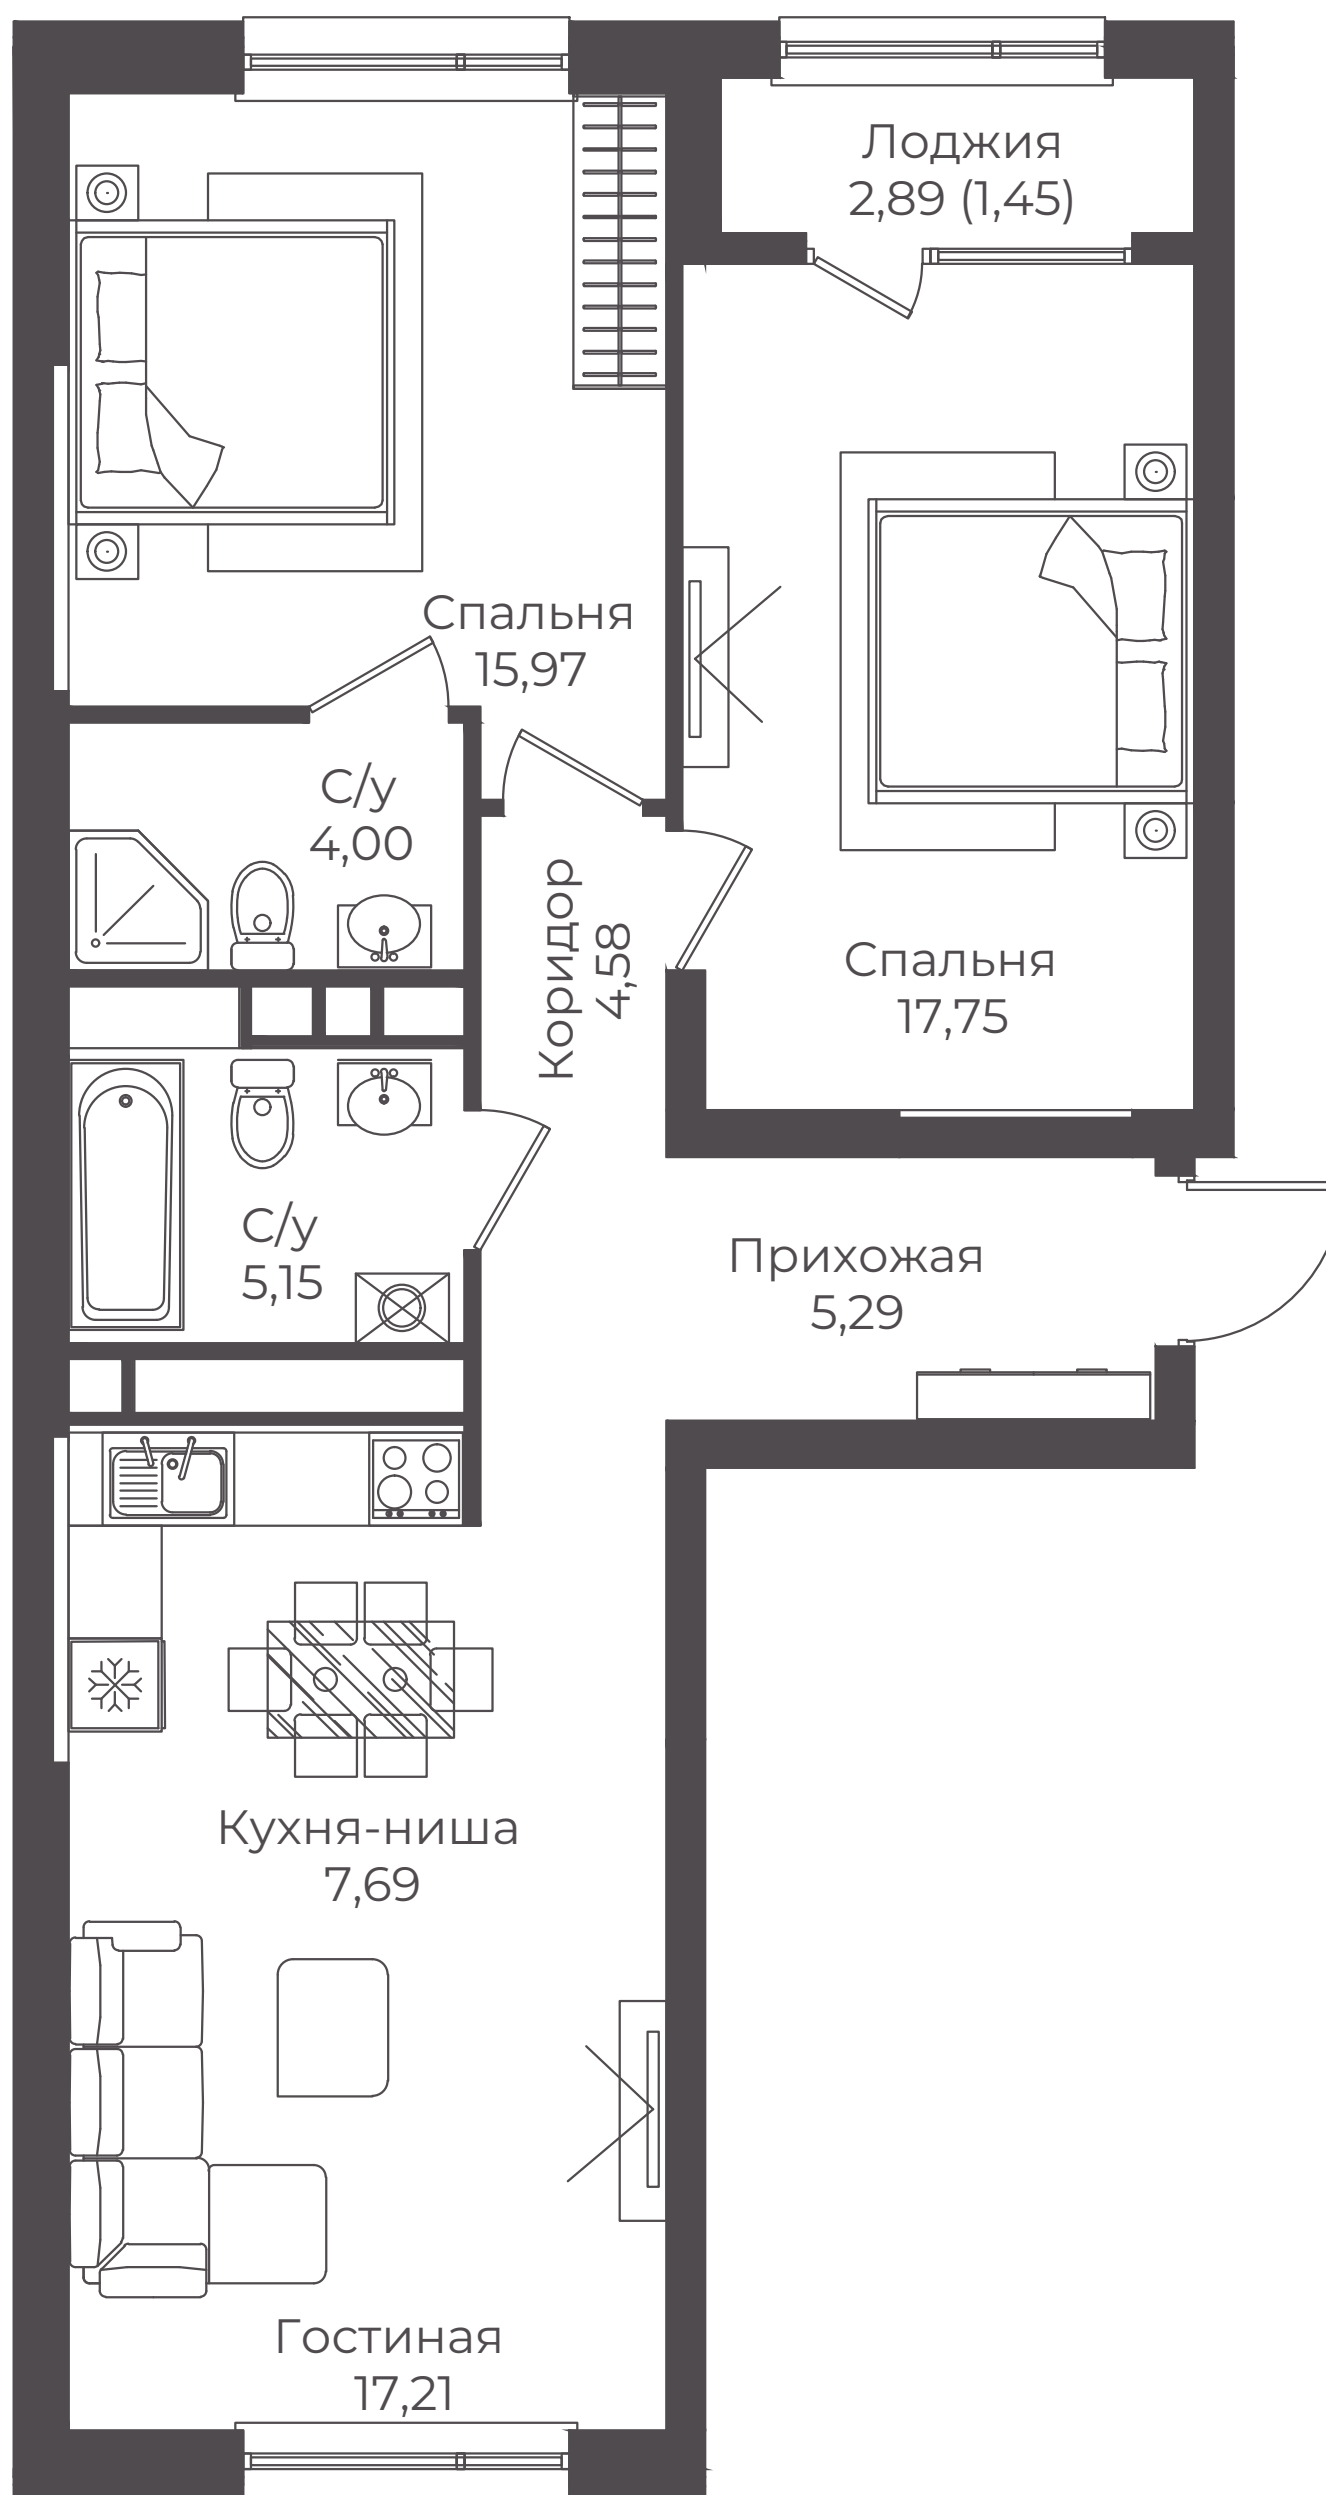 Лоджия
2,89 (1,45)
Спальня
15,97
С/у
4,00
Коридор
4,58
Спальня
17,75
С/у
5,15
Прихожая
5,29
Кухня-ниша
7,69
Гостиная
17,21